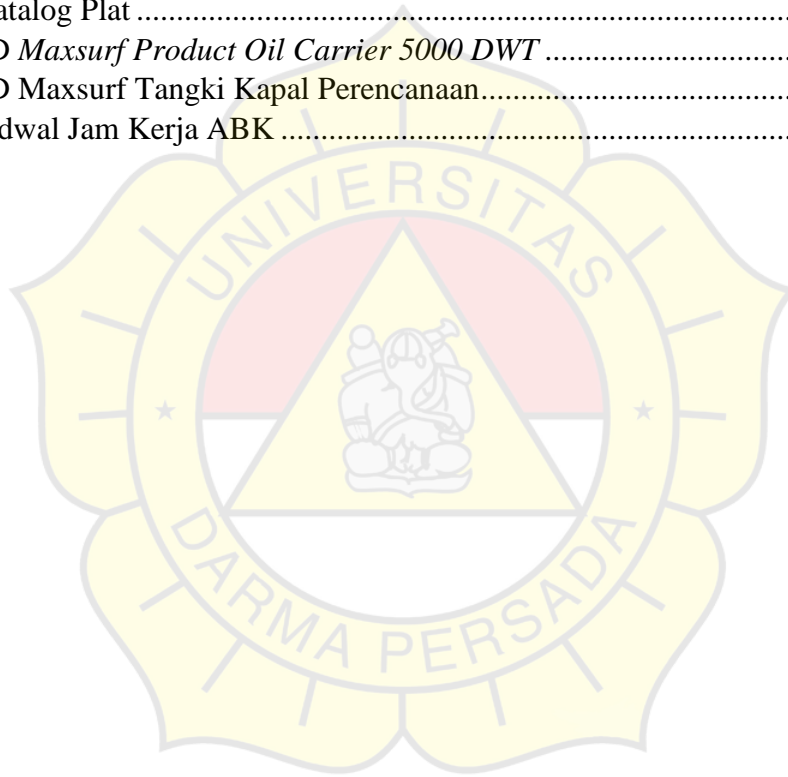 atalog Plat ................................................................................
D Maxsurf Product Oil Carrier 5000 DWT ..............................
D Maxsurf Tangki Kapal Perencanaan......................................
dwal Jam Kerja ABK ...............................................................
UNIVERSITAS
DARMA PERSADA